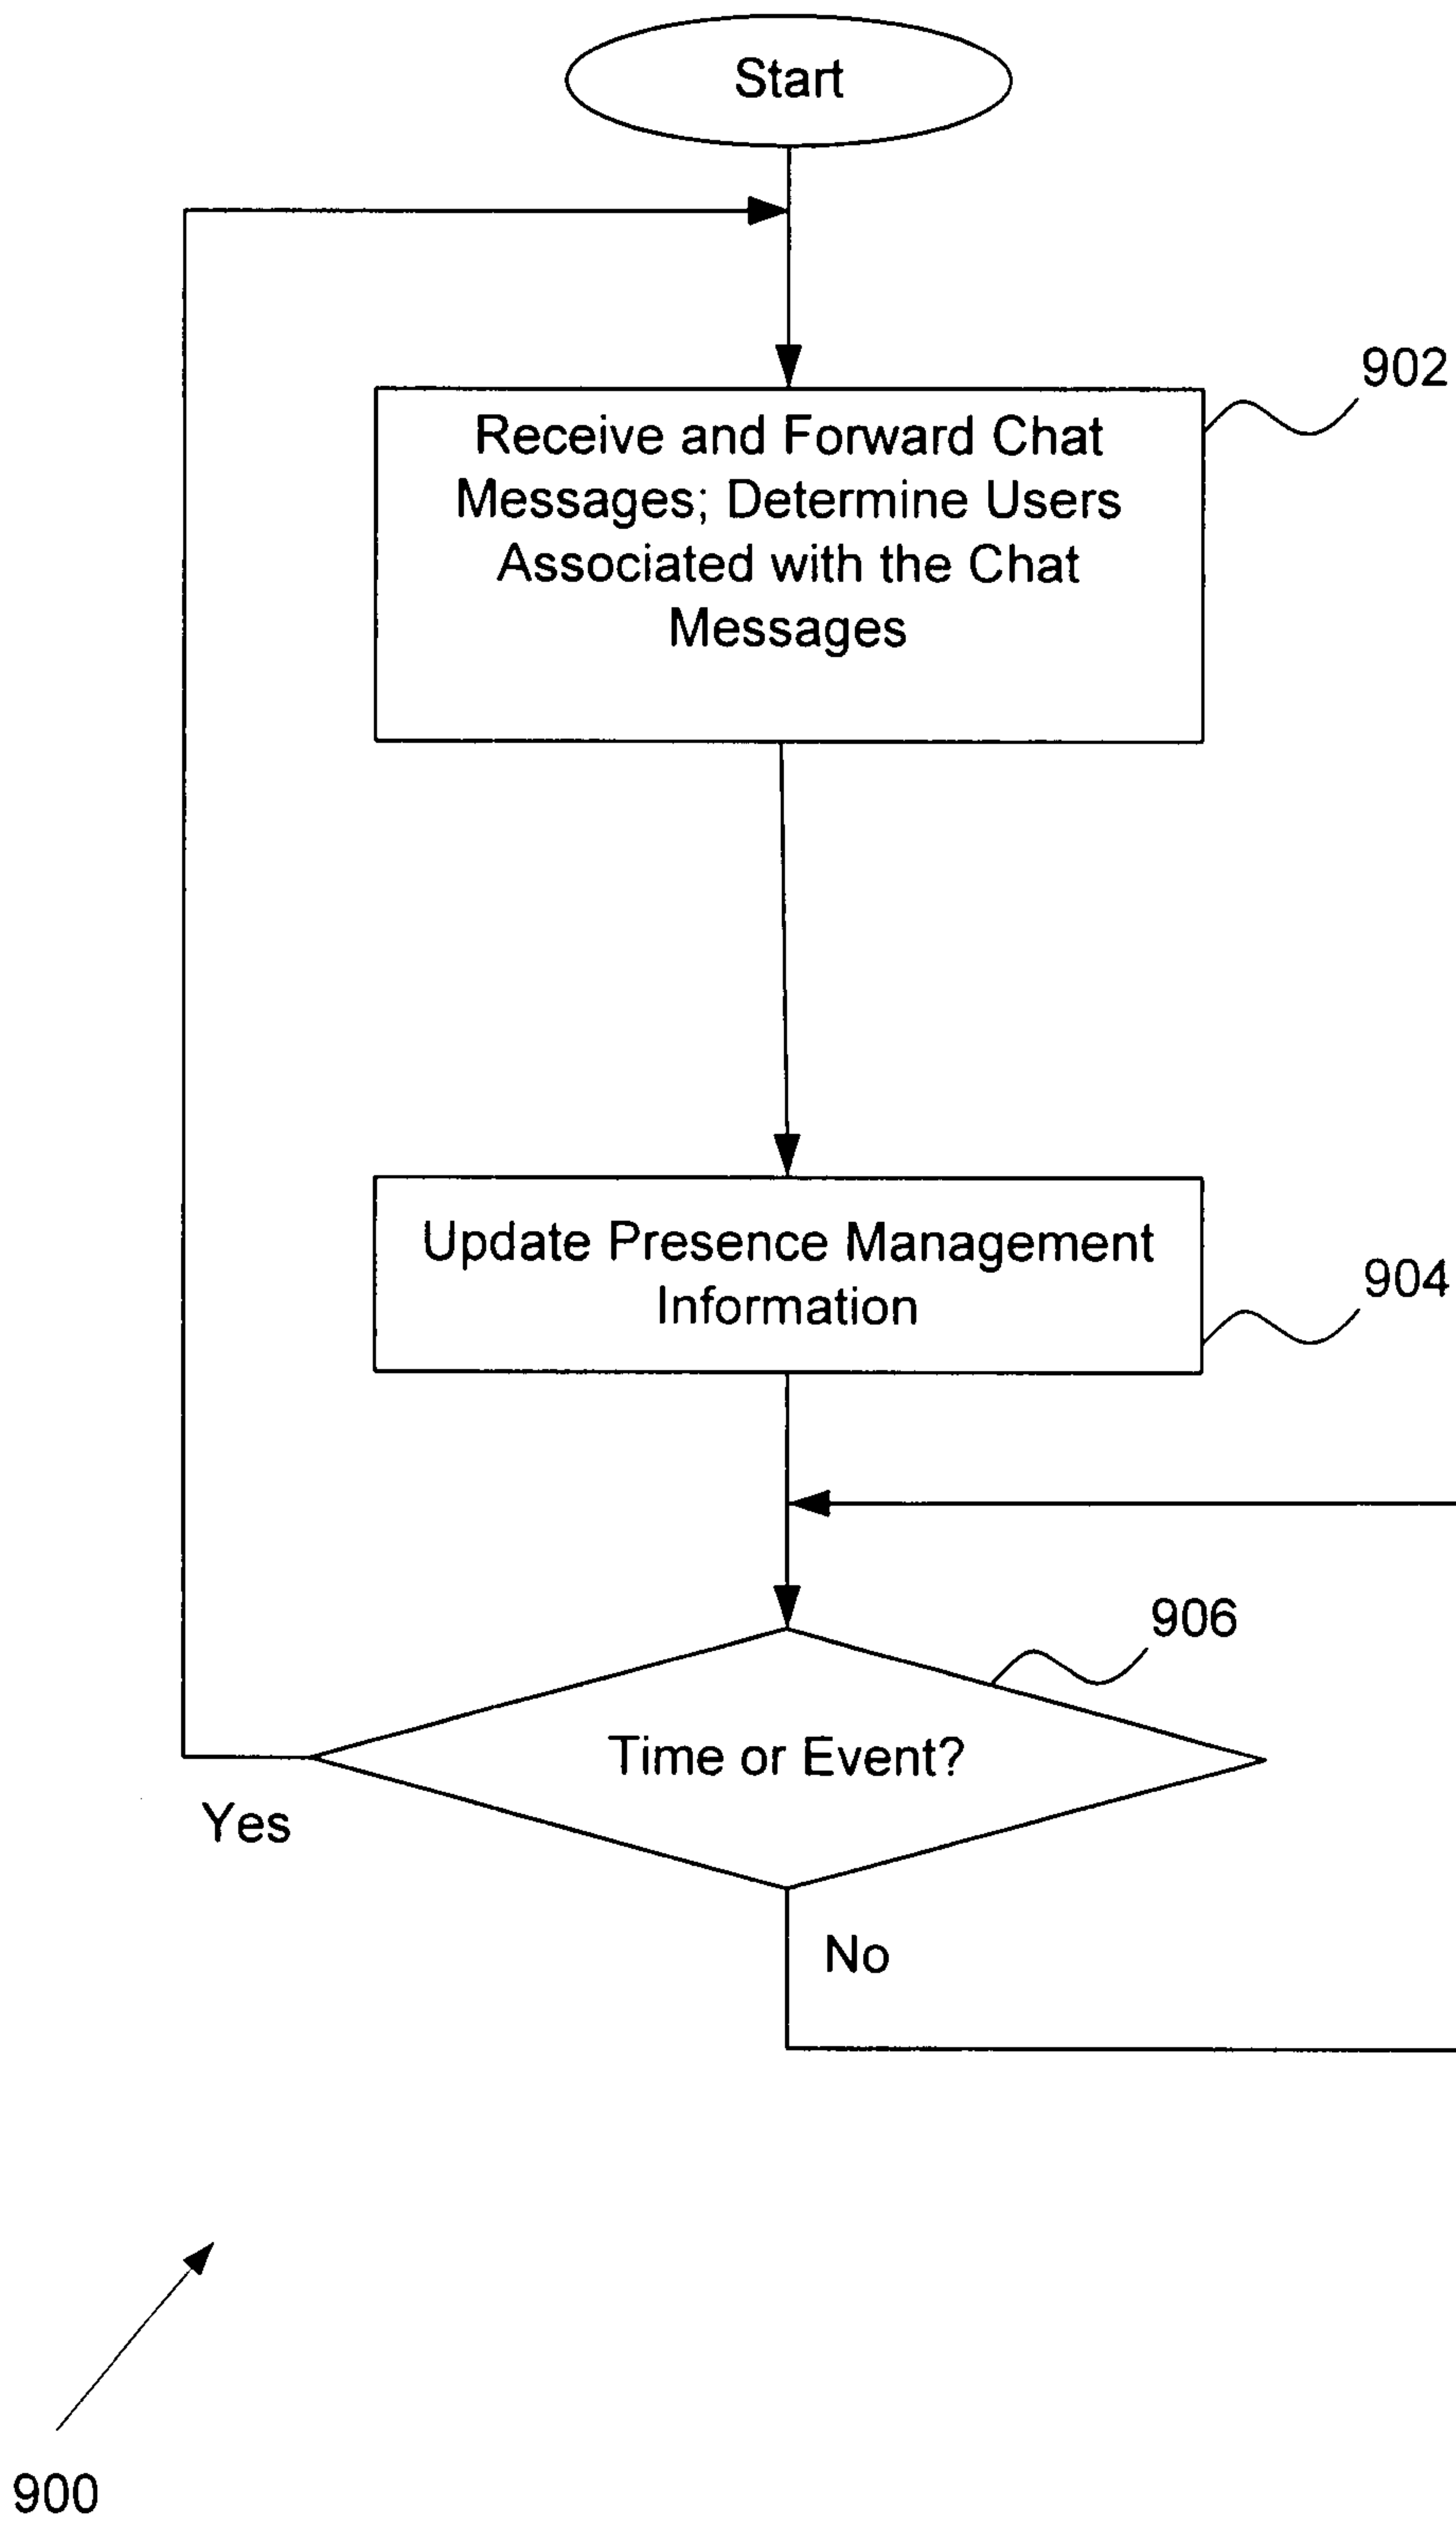 Start
902
Receive and Forward Chat
Messages; Determine Users
Associated with the Chat
Messages
Update Presence Management
Information
904
906
Time or Event?
Yes
No
900